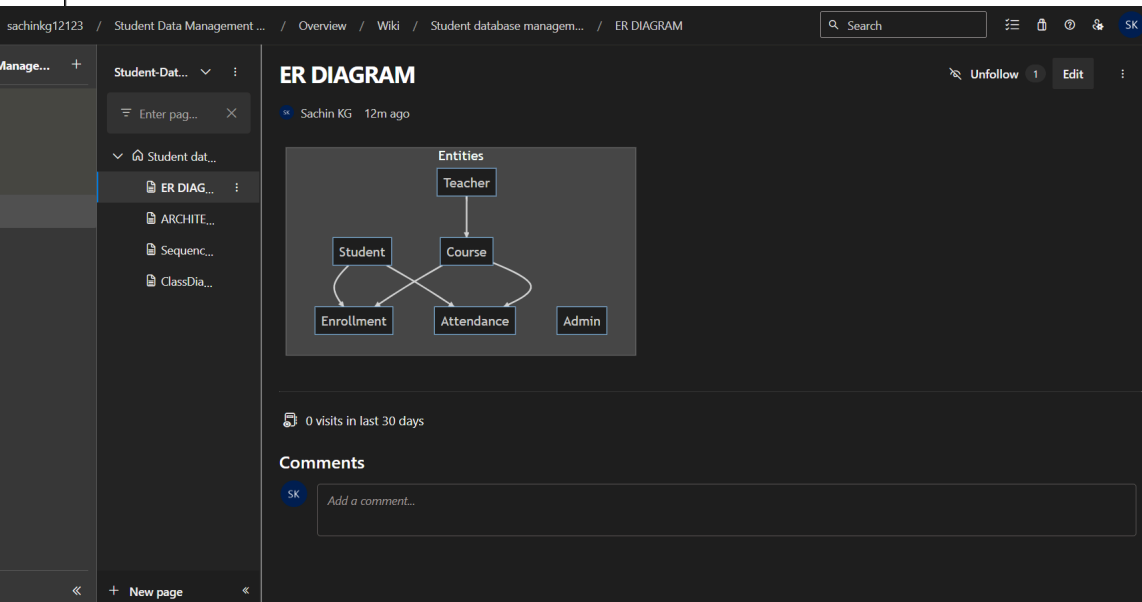 sachinkg12123 / Student Data Management ... / Overview / Wiki / Student database managem... / ER DIAGRAM
Search
SK
Manage... +
Student-Dat...
Enter pag...
Student dat...
ER DIAG...
ARCHITE...
Sequenc...
ClassDia...
+ New page
ER DIAGRAM
Unfollow 1
Edit
SK Sachin KG 12m ago
Entities
Teacher
Student Course
Enrollment Attendance Admin
0 visits in last 30 days
Comments
SK
Add a comment...